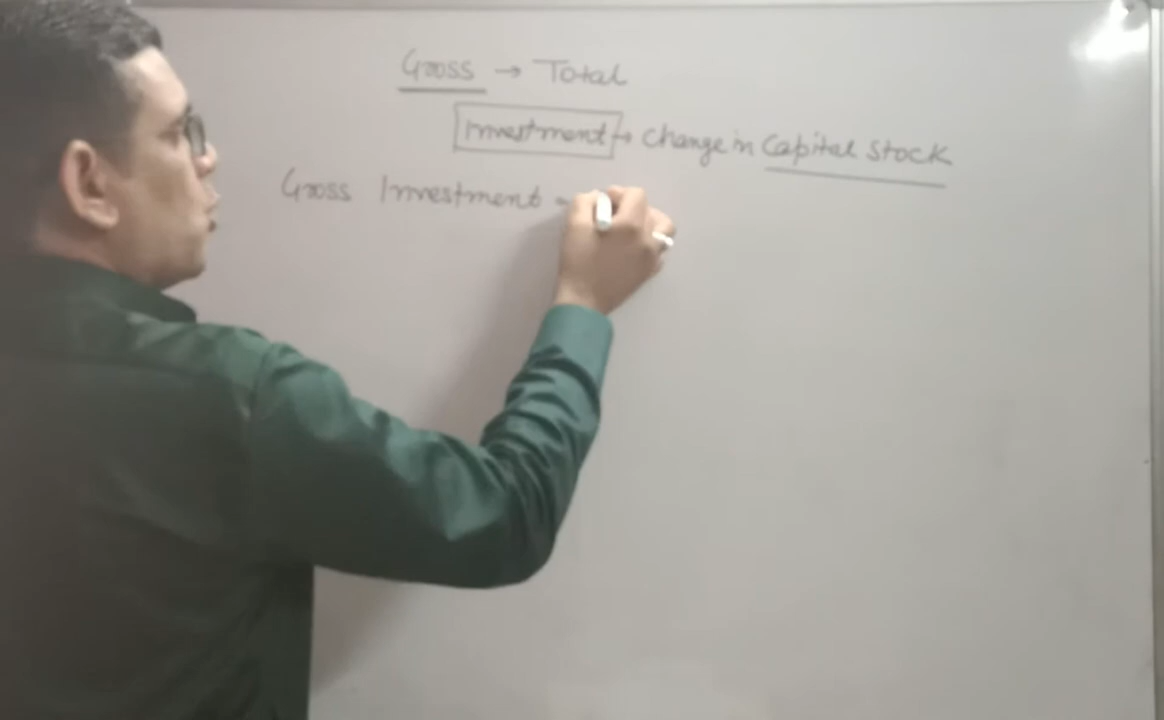 Gross → Total
Investment → Change in Capital Stock
Gross Investment